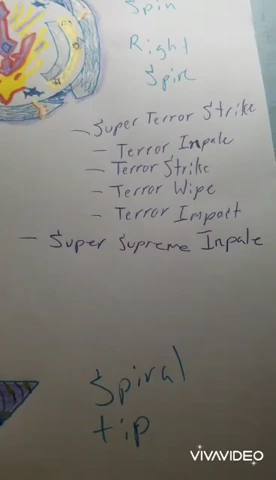 Spin
Right
Spin
- Super Terror Strike
- Terror Inpale
- Terror Strike
- Terror Wipe
- Terror Impact
- Super Supreme Inpale
Spiral
tip
VIVAVIDEO